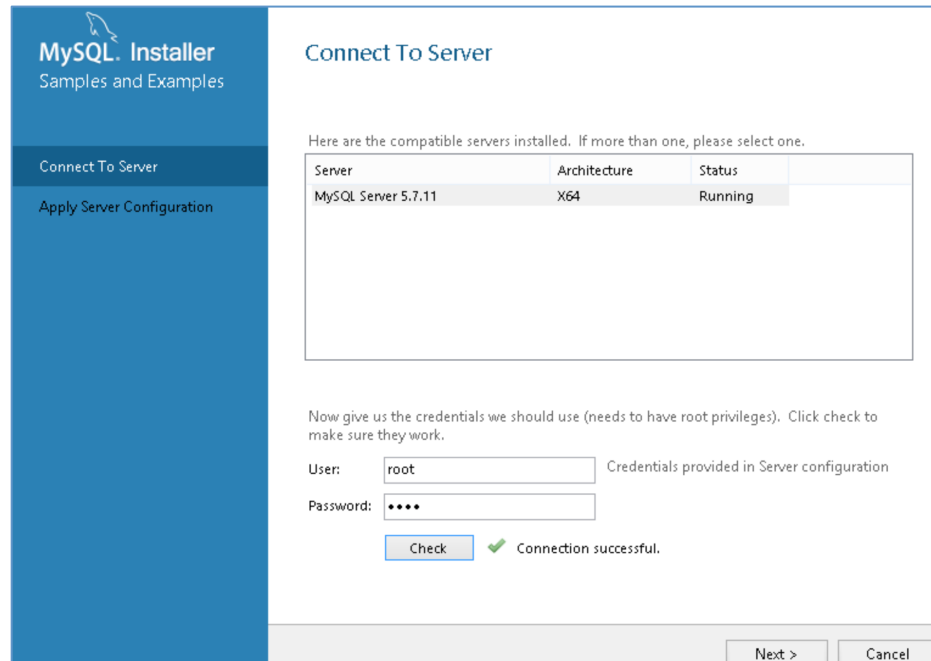 MySQL. Installer
Samples and Examples
Connect To Server
Apply Server Configuration
Connect To Server
Here are the compatible servers installed. If more than one, please select one.
Server Architecture Status
MySQL Server 5.7.11 X64 Running
Now give us the credentials we should use (needs to have root privileges). Click check to
make sure they work.
User: root Credentials provided in Server configuration
Password: ••••
Check Connection successful.
Next > Cancel